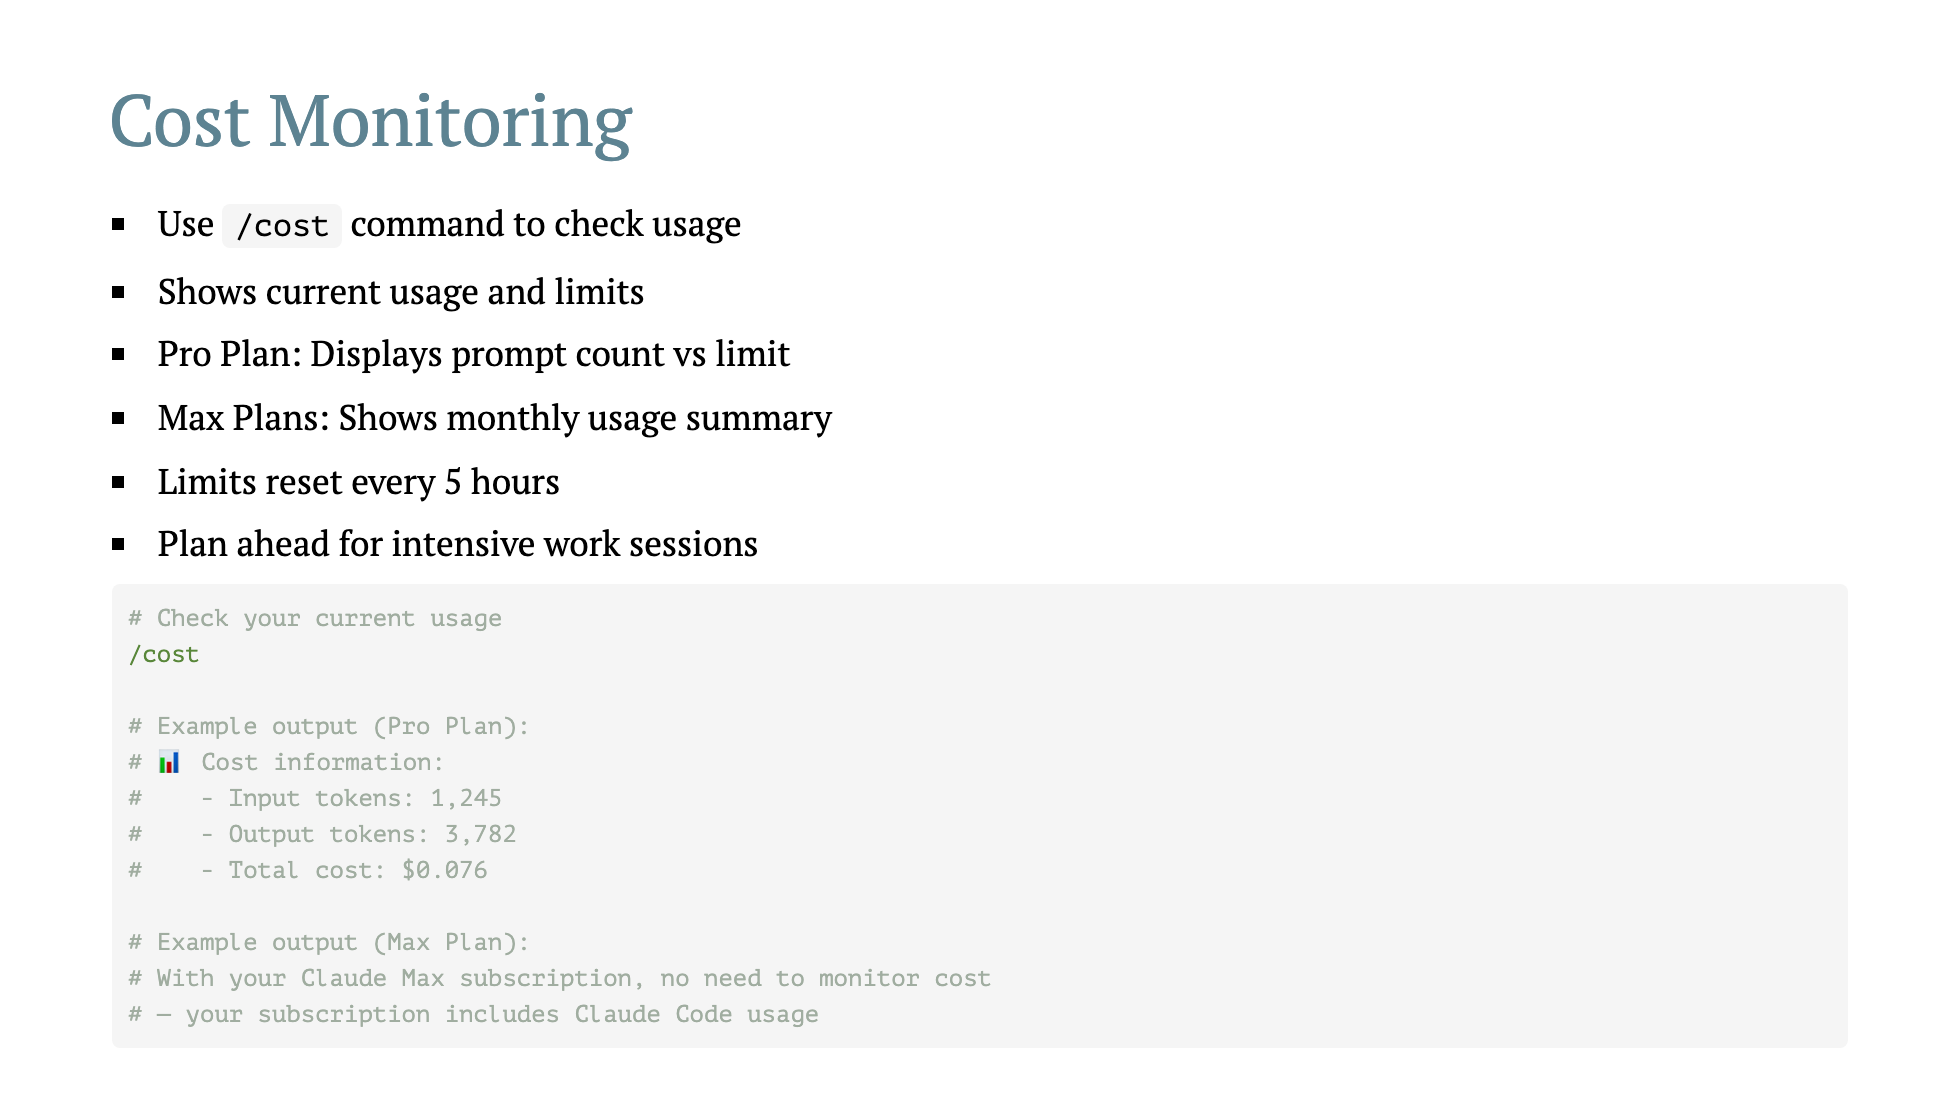 Cost Monitoring
▪ Use /cost command to check usage
▪ Shows current usage and limits
▪ Pro Plan: Displays prompt count vs limit
▪ Max Plans: Shows monthly usage summary
▪ Limits reset every 5 hours
▪ Plan ahead for intensive work sessions
# Check your current usage
/cost

# Example output (Pro Plan):
# 📊 Cost information:
#    - Input tokens: 1,245
#    - Output tokens: 3,782
#    - Total cost: $0.076

# Example output (Max Plan):
# With your Claude Max subscription, no need to monitor cost
# — your subscription includes Claude Code usage